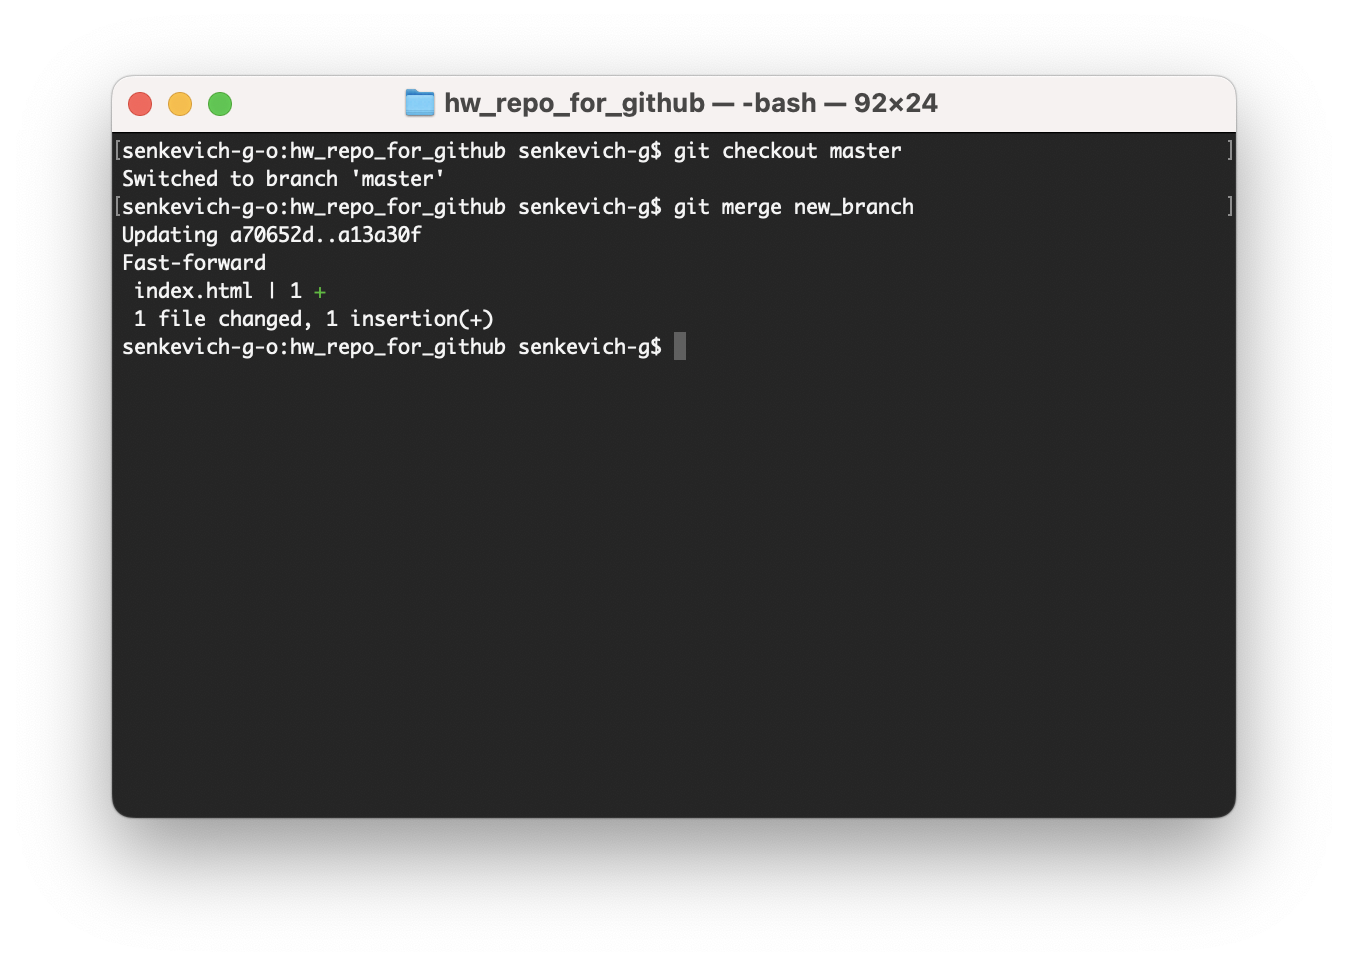 hw_repo_for_github — -bash — 92×24
[senkevich-g-o:hw_repo_for_github senkevich-g$ git checkout master ]
Switched to branch 'master'
[senkevich-g-o:hw_repo_for_github senkevich-g$ git merge new_branch ]
Updating a70652d..a13a30f
Fast-forward
 index.html | 1 +
 1 file changed, 1 insertion(+)
senkevich-g-o:hw_repo_for_github senkevich-g$